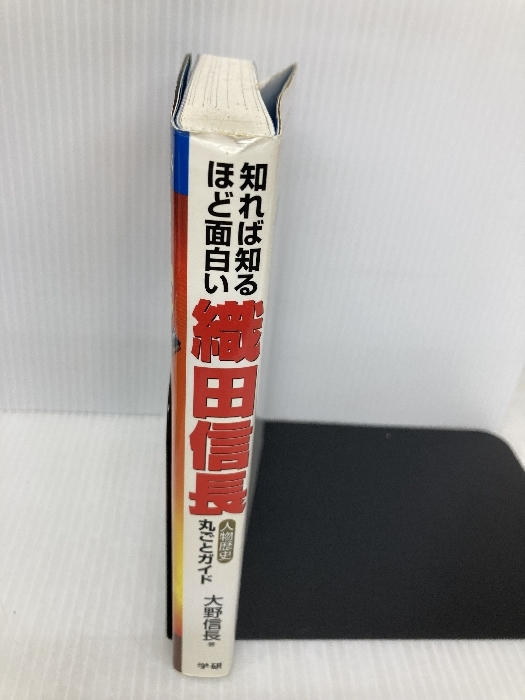 知れば知る
ほど面白い
織田信長
人物歴史
丸ごとガイド
大野信長 著
学研